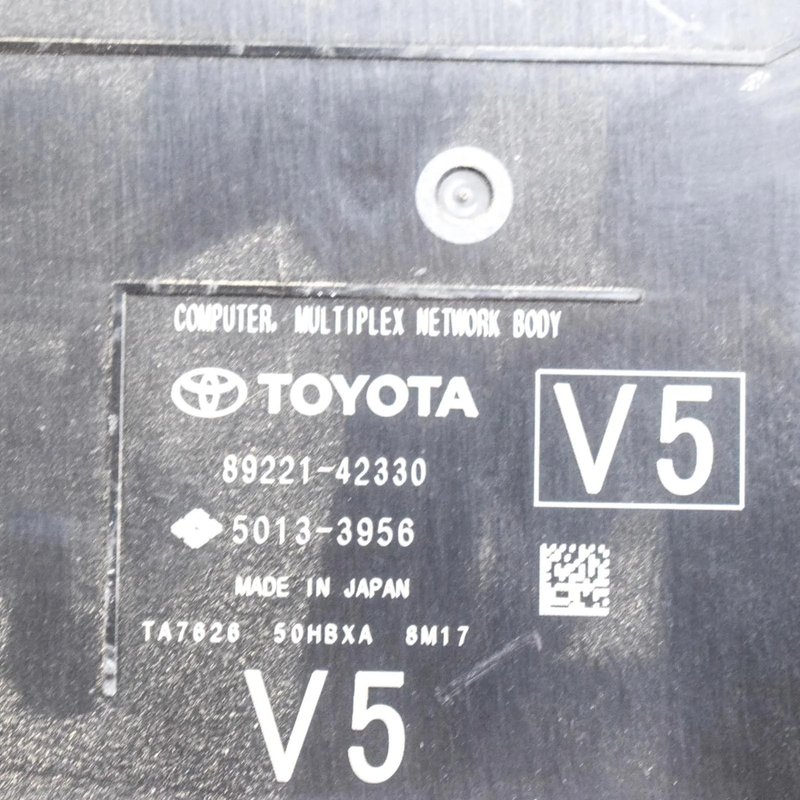 COMPUTER, MULTIPLEX NETWORK BODY
TOYOTA
V5
89221-42330
5013-3956
MADE IN JAPAN
TA7626 50HBXA 8M17
V5